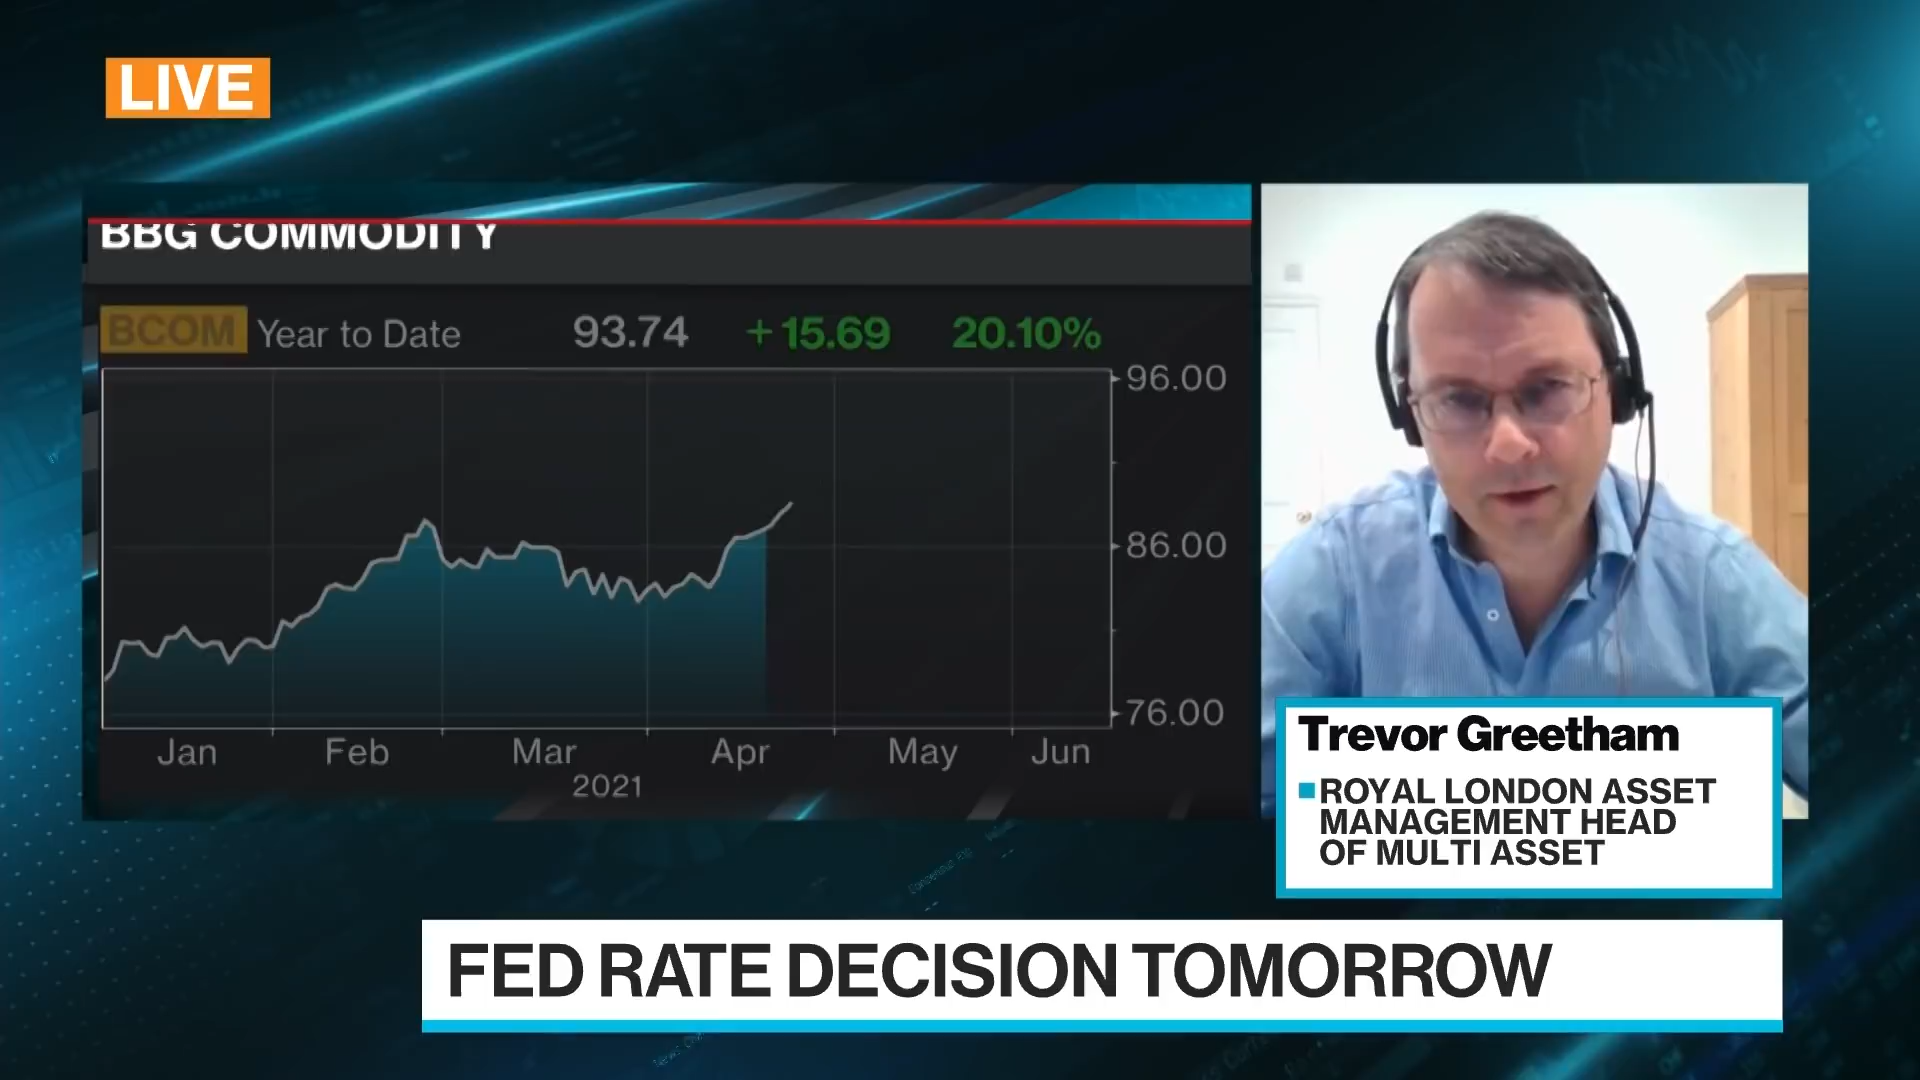 LIVE
BBG COMMODITY
BCOM Year to Date 93.74 +15.69 20.10%
96.00
86.00
76.00
Jan Feb Mar Apr May Jun
2021
Trevor Greetham
ROYAL LONDON ASSET
MANAGEMENT HEAD
OF MULTI ASSET
FED RATE DECISION TOMORROW